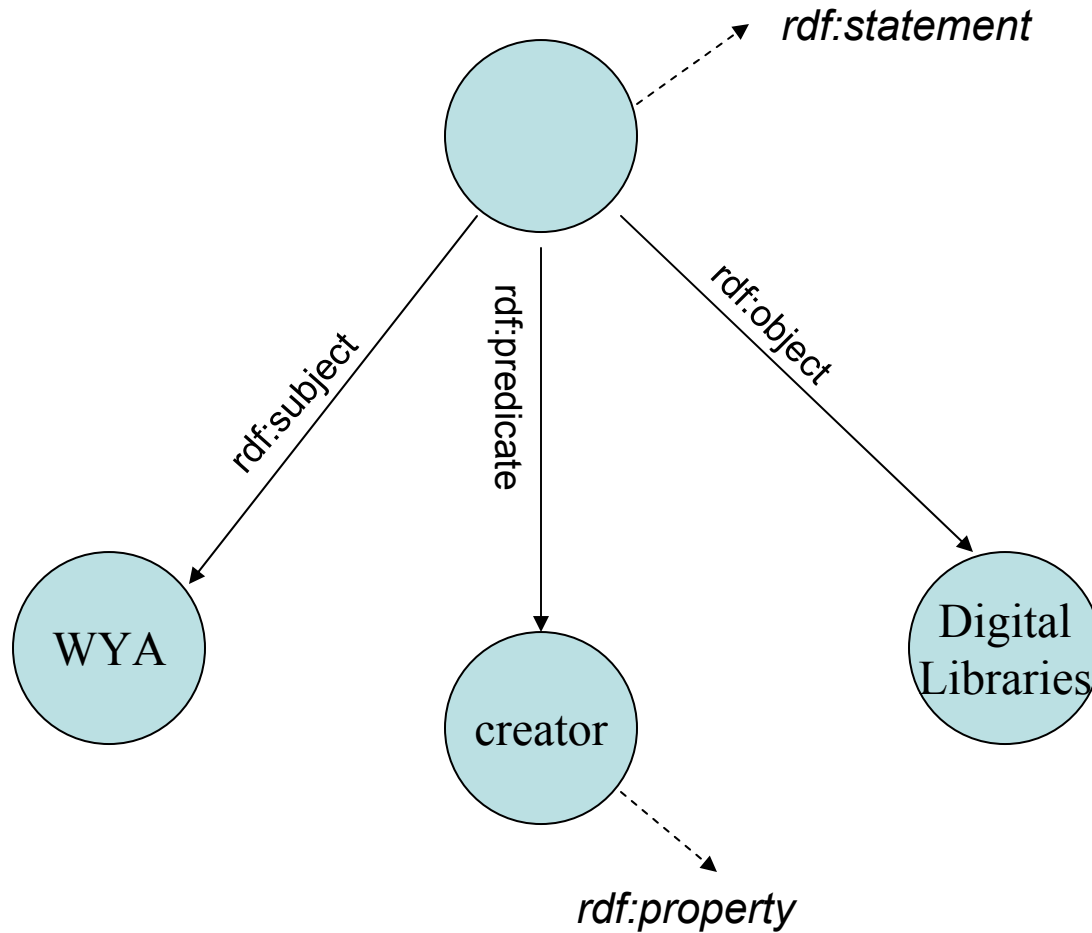 rdf:statement
rdf:subject
rdf:predicate
rdf:object
WYA
creator
Digital
Libraries
rdf:property